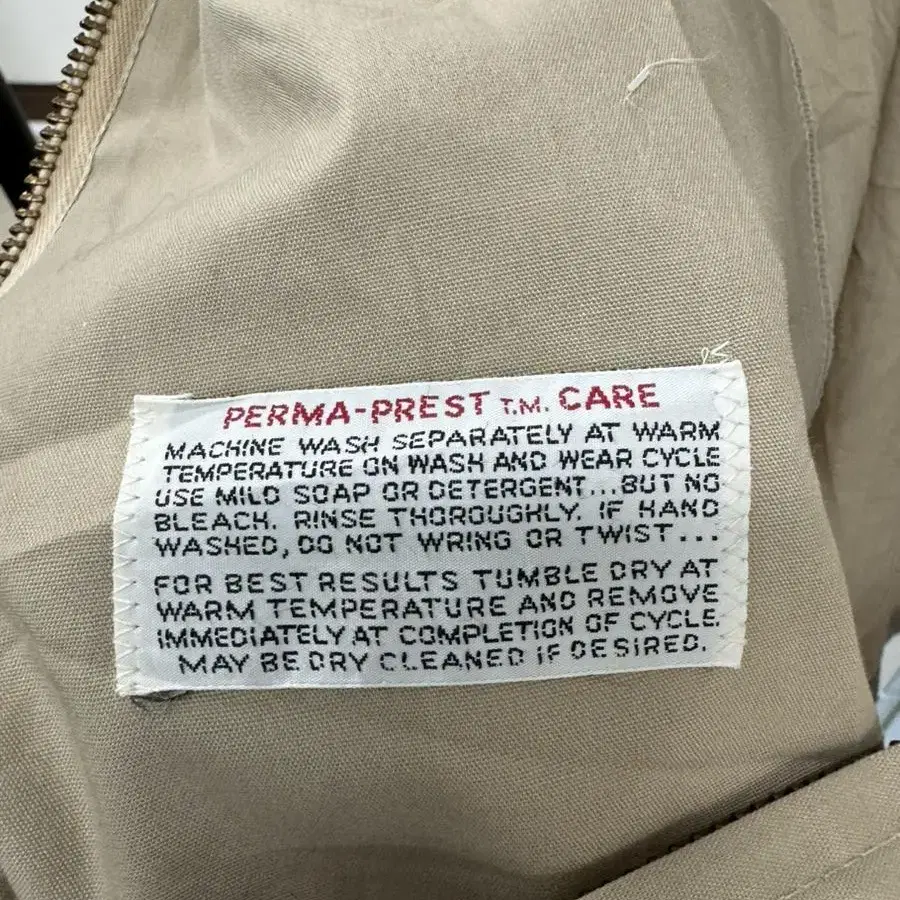 PERMA-PREST T.M. CARE
MACHINE WASH SEPARATELY AT WARM
TEMPERATURE ON WASH AND WEAR CYCLE
USE MILD SOAP OR DETERGENT...BUT NO
BLEACH. RINSE THOROUGHLY. IF HAND
WASHED, DO NOT WRING OR TWIST...
FOR BEST RESULTS TUMBLE DRY AT
WARM TEMPERATURE AND REMOVE
IMMEDIATELY AT COMPLETION OF CYCLE.
MAY BE DRY CLEANED IF DESIRED.